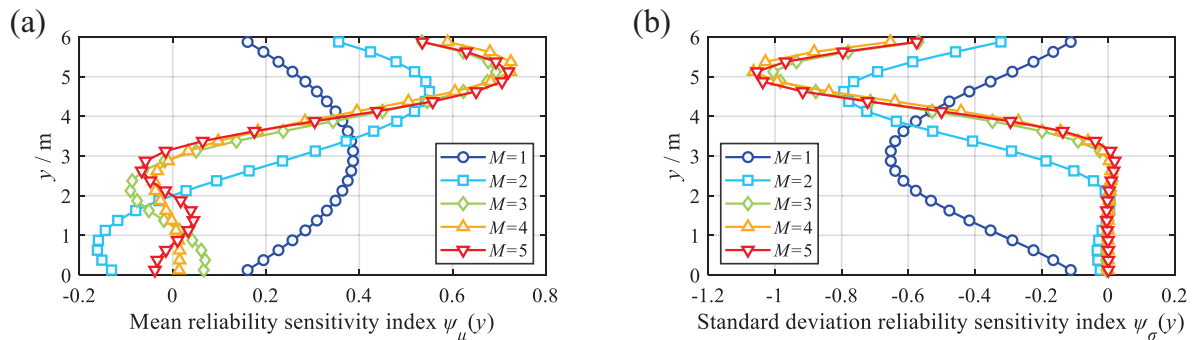 (a)
6
5
4
3
2
1
0
y / m
M=1
M=2
M=3
M=4
M=5
-0.2 0 0.2 0.4 0.6 0.8
Mean reliability sensitivity index ψμ(y)
(b)
6
5
4
3
2
1
0
y / m
M=1
M=2
M=3
M=4
M=5
-1.2 -1 -0.8 -0.6 -0.4 -0.2 0 0.2
Standard deviation reliability sensitivity index ψσ(y)